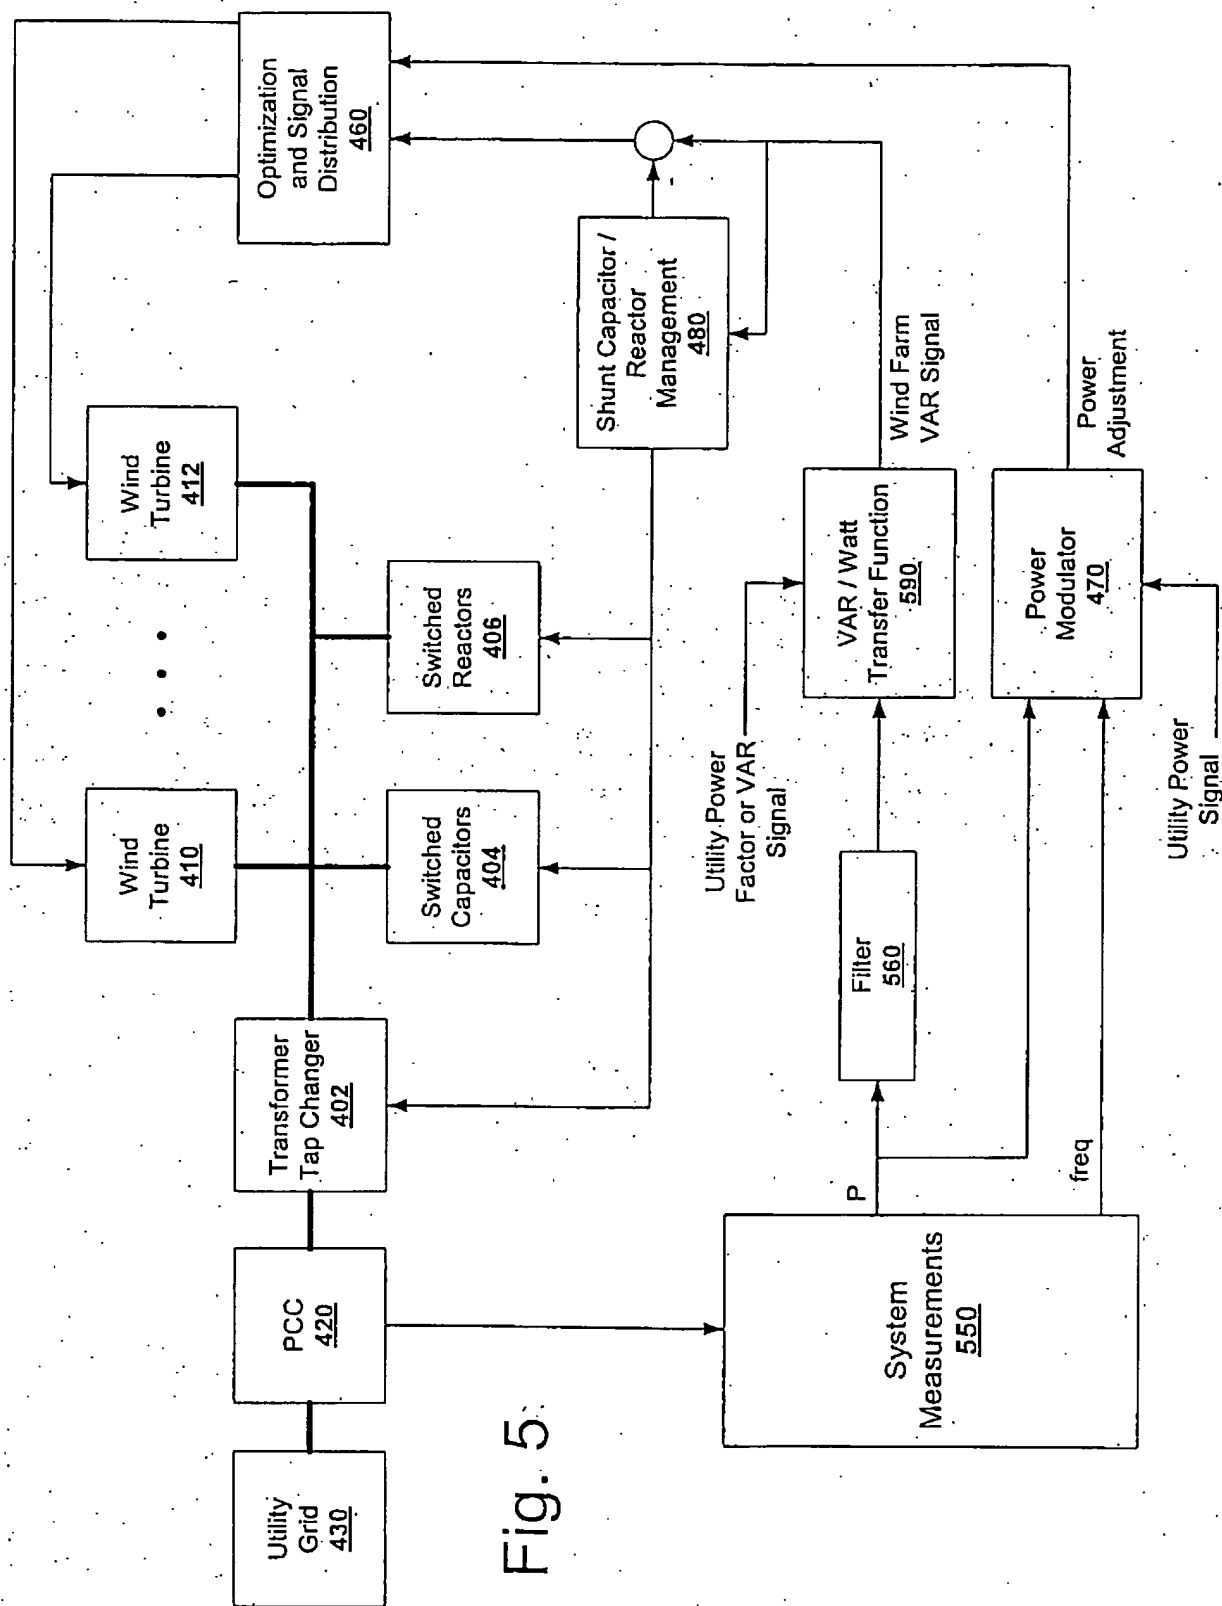 Utility
Grid
430
PCC
420
Transformer
Tap Changer
402
Wind
Turbine
410
Wind
Turbine
412
Switched
Capacitors
404
Switched
Reactors
406
Optimization
and Signal
Distribution
460
Shunt Capacitor /
Reactor
Management
480
System
Measurements
550
P
freq
Filter
560
Utility Power
Factor or VAR
Signal
VAR / Watt
Transfer Function
590
Wind Farm
VAR Signal
Power
Modulator
470
Power
Adjustment
Utility Power
Signal
Fig. 5